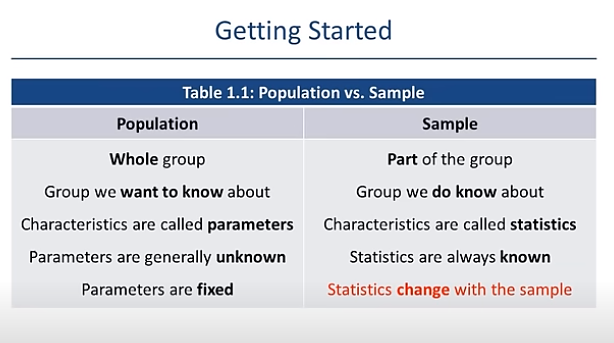 Getting Started
Table 1.1: Population vs. Sample
Population
Sample
Whole group
Part of the group
Group we want to know about
Group we do know about
Characteristics are called parameters
Characteristics are called statistics
Parameters are generally unknown
Statistics are always known
Parameters are fixed
Statistics change with the sample